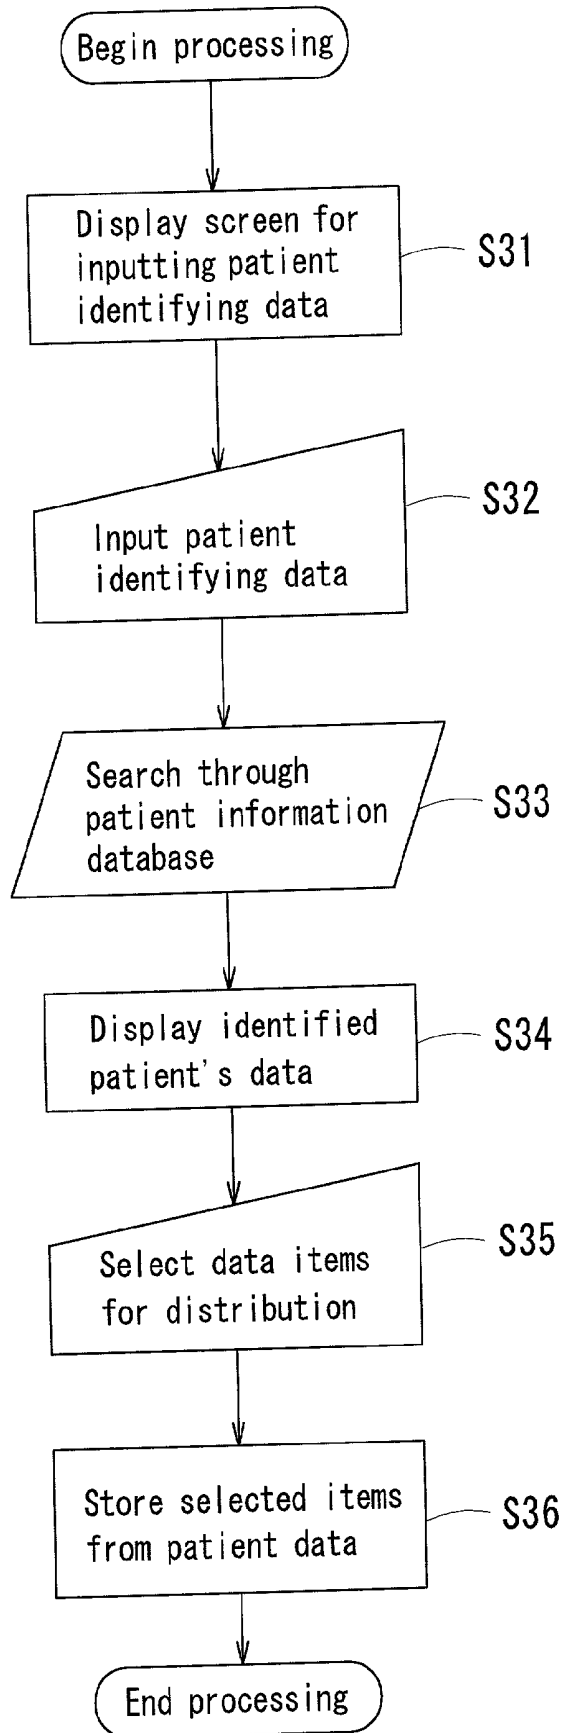 Begin processing
Display screen for
inputting patient
identifying data
S31
Input patient
identifying data
S32
Search through
patient information
database
S33
Display identified
patient's data
S34
Select data items
for distribution
S35
Store selected items
from patient data
S36
End processing